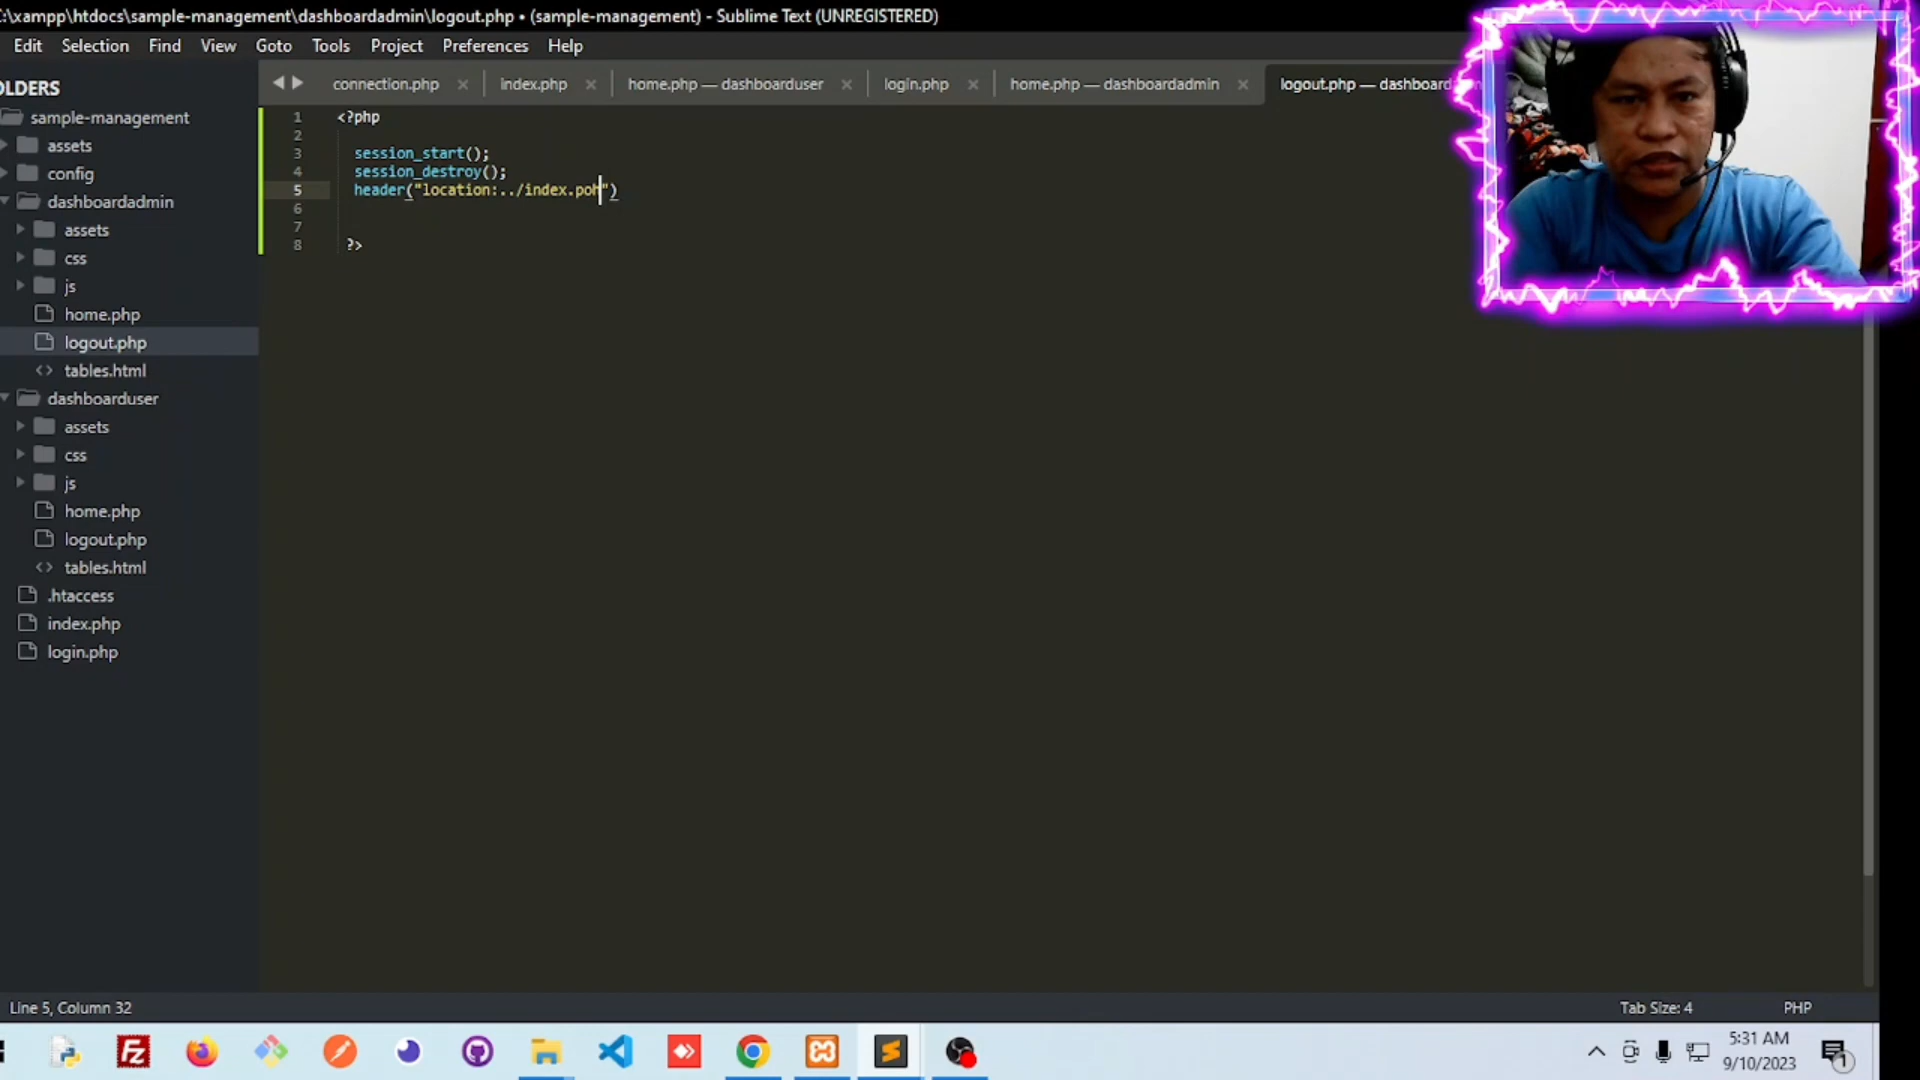 :\xampp\htdocs\sample-management\dashboardadmin\logout.php • (sample-management) - Sublime Text (UNREGISTERED)
Edit Selection Find View Goto Tools Project Preferences Help
OLDERS
sample-management
assets
config
dashboardadmin
assets
css
js
home.php
logout.php
tables.html
dashboarduser
assets
css
js
home.php
logout.php
tables.html
.htaccess
index.php
login.php
connection.php × index.php × home.php — dashboarduser × login.php × home.php — dashboardadmin × logout.php — dashboard
1 <?php
2
3 session_start();
4 session_destroy();
5 header("location:../index.poh")
6
7
8 ?>
Line 5, Column 32
Tab Size: 4 PHP
5:31 AM
9/10/2023
1